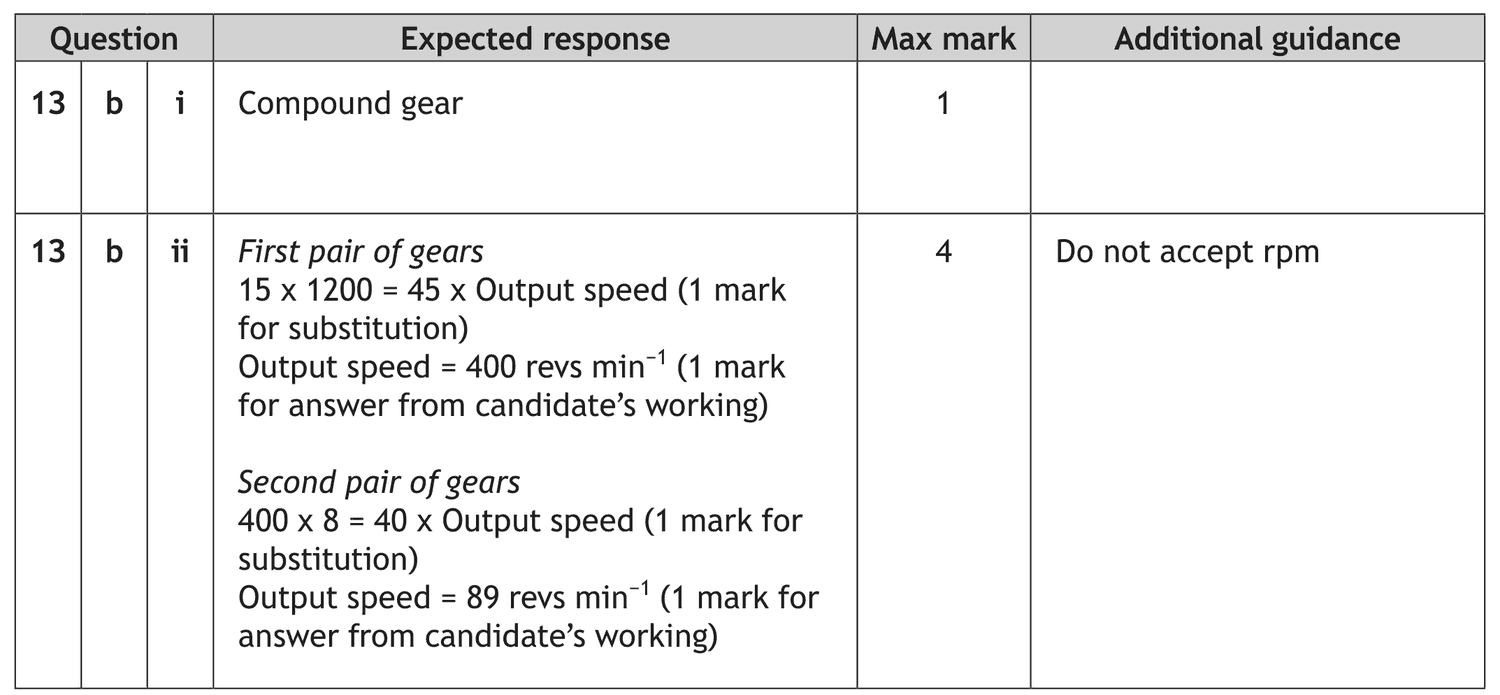 Question Expected response Max mark Additional guidance
13 b i Compound gear 1
13 b ii First pair of gears 4 Do not accept rpm
15 x 1200 = 45 x Output speed (1 mark
for substitution)
Output speed = 400 revs min⁻¹ (1 mark
for answer from candidate’s working)
Second pair of gears
400 x 8 = 40 x Output speed (1 mark for
substitution)
Output speed = 89 revs min⁻¹ (1 mark for
answer from candidate’s working)